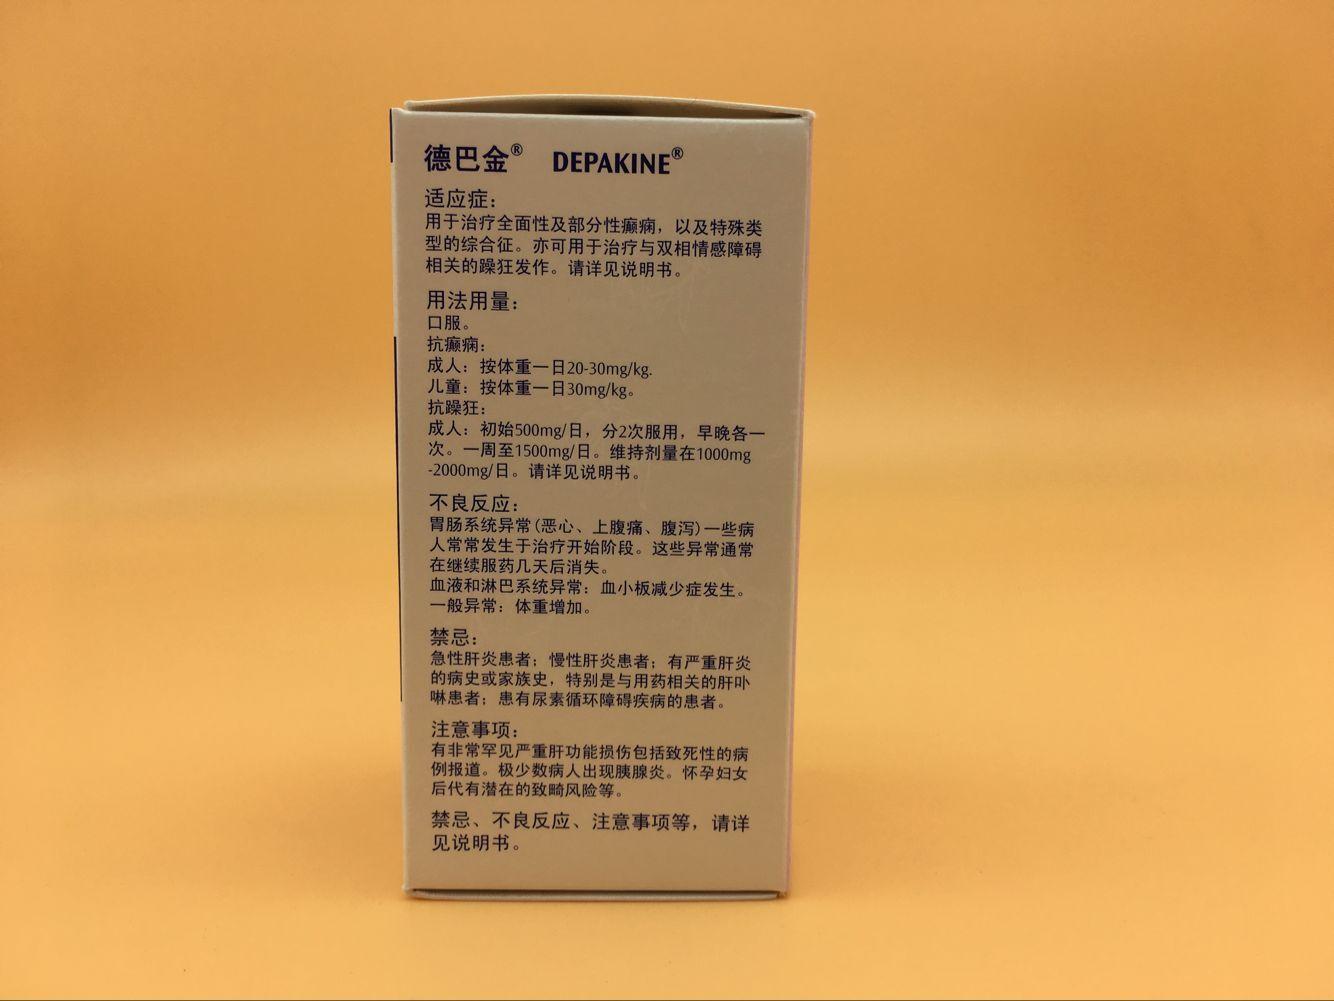 德巴金® DEPAKINE®
适应症：
用于治疗全面性及部分性癫痫，以及特殊类
型的综合征。亦可用于治疗与双相情感障碍
相关的躁狂发作。请详见说明书。
用法用量：
口服。
抗癫痫：
成人：按体重一日20-30mg/kg.
儿童：按体重一日30mg/kg。
抗躁狂：
成人：初始500mg/日，分2次服用，早晚各一
次。一周至1500mg/日。维持剂量在1000mg
-2000mg/日。请详见说明书。
不良反应：
胃肠系统异常(恶心、上腹痛、腹泻)一些病
人常常发生于治疗开始阶段。这些异常通常
在继续服药几天后消失。
血液和淋巴系统异常：血小板减少症发生。
一般异常：体重增加。
禁忌：
急性肝炎患者；慢性肝炎患者；有严重肝炎
的病史或家族史，特别是与用药相关的肝卟
啉患者；患有尿素循环障碍疾病的患者。
注意事项：
有非常罕见严重肝功能损伤包括致死性的病
例报道。极少数病人出现胰腺炎。怀孕妇女
后代有潜在的致畸风险等。
禁忌、不良反应、注意事项等，请详
见说明书。